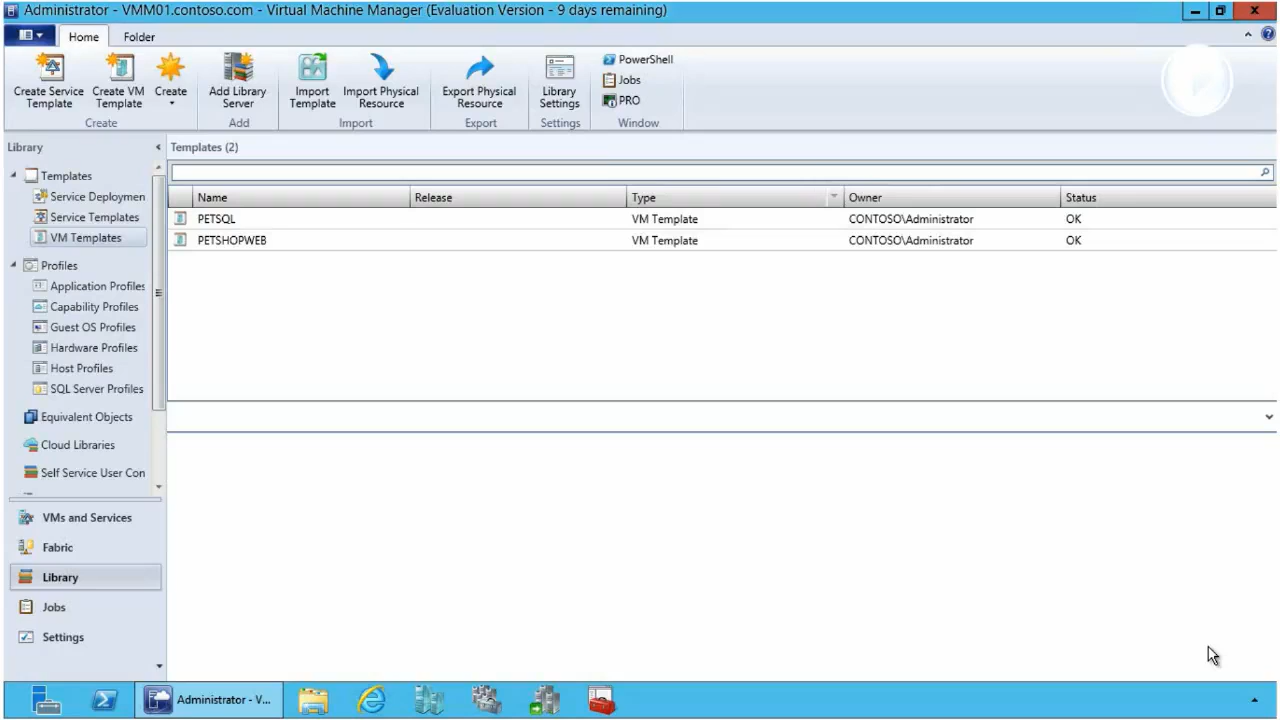 Administrator - VMM01.contoso.com - Virtual Machine Manager (Evaluation Version - 9 days remaining)
Home Folder
Create Service Template
Create VM Template
Create
Add Library Server
Import Template
Import Physical Resource
Export Physical Resource
Library Settings
PowerShell
Jobs
PRO
Create Add Import Export Settings Window
Library
Templates
Service Deploymen
Service Templates
VM Templates
Profiles
Application Profiles
Capability Profiles
Guest OS Profiles
Hardware Profiles
Host Profiles
SQL Server Profiles
Equivalent Objects
Cloud Libraries
Self Service User Con
VMs and Services
Fabric
Library
Jobs
Settings
Templates (2)
Name Release Type Owner Status
PETSQL VM Template CONTOSO\Administrator OK
PETSHOPWEB VM Template CONTOSO\Administrator OK
Administrator - V...